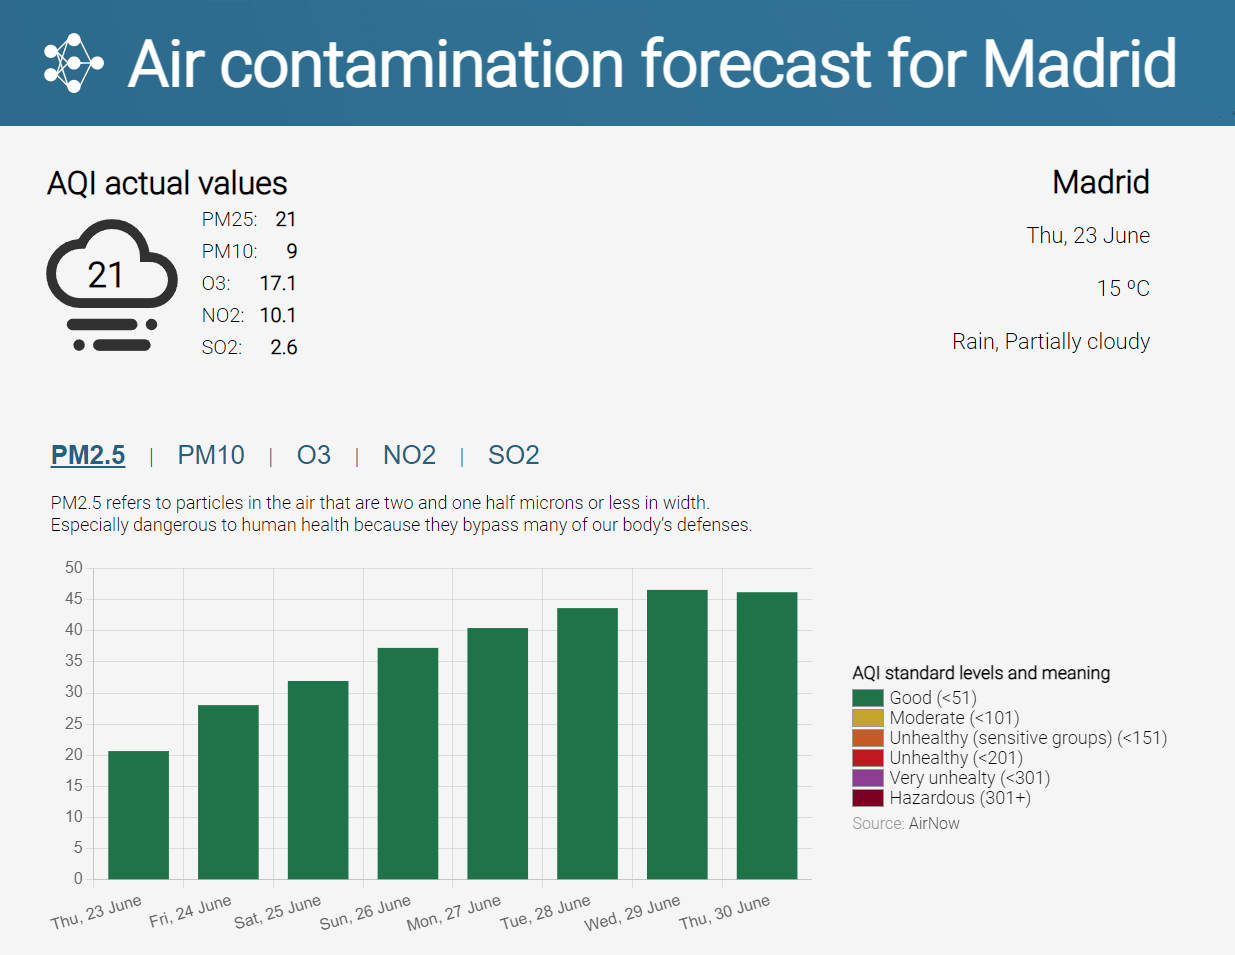 Air contamination forecast for Madrid
AQI actual values
21
PM25: 21
PM10: 9
O3: 17.1
NO2: 10.1
SO2: 2.6
Madrid
Thu, 23 June
15 ºC
Rain, Partially cloudy
PM2.5 | PM10 | O3 | NO2 | SO2
PM2.5 refers to particles in the air that are two and one half microns or less in width.
Especially dangerous to human health because they bypass many of our body's defenses.
50
45
40
35
30
25
20
15
10
5
0
Thu, 23 June
Fri, 24 June
Sat, 25 June
Sun, 26 June
Mon, 27 June
Tue, 28 June
Wed, 29 June
Thu, 30 June
AQI standard levels and meaning
Good (<51)
Moderate (<101)
Unhealthy (sensitive groups) (<151)
Unhealthy (<201)
Very unhealty (<301)
Hazardous (301+)
Source: AirNow